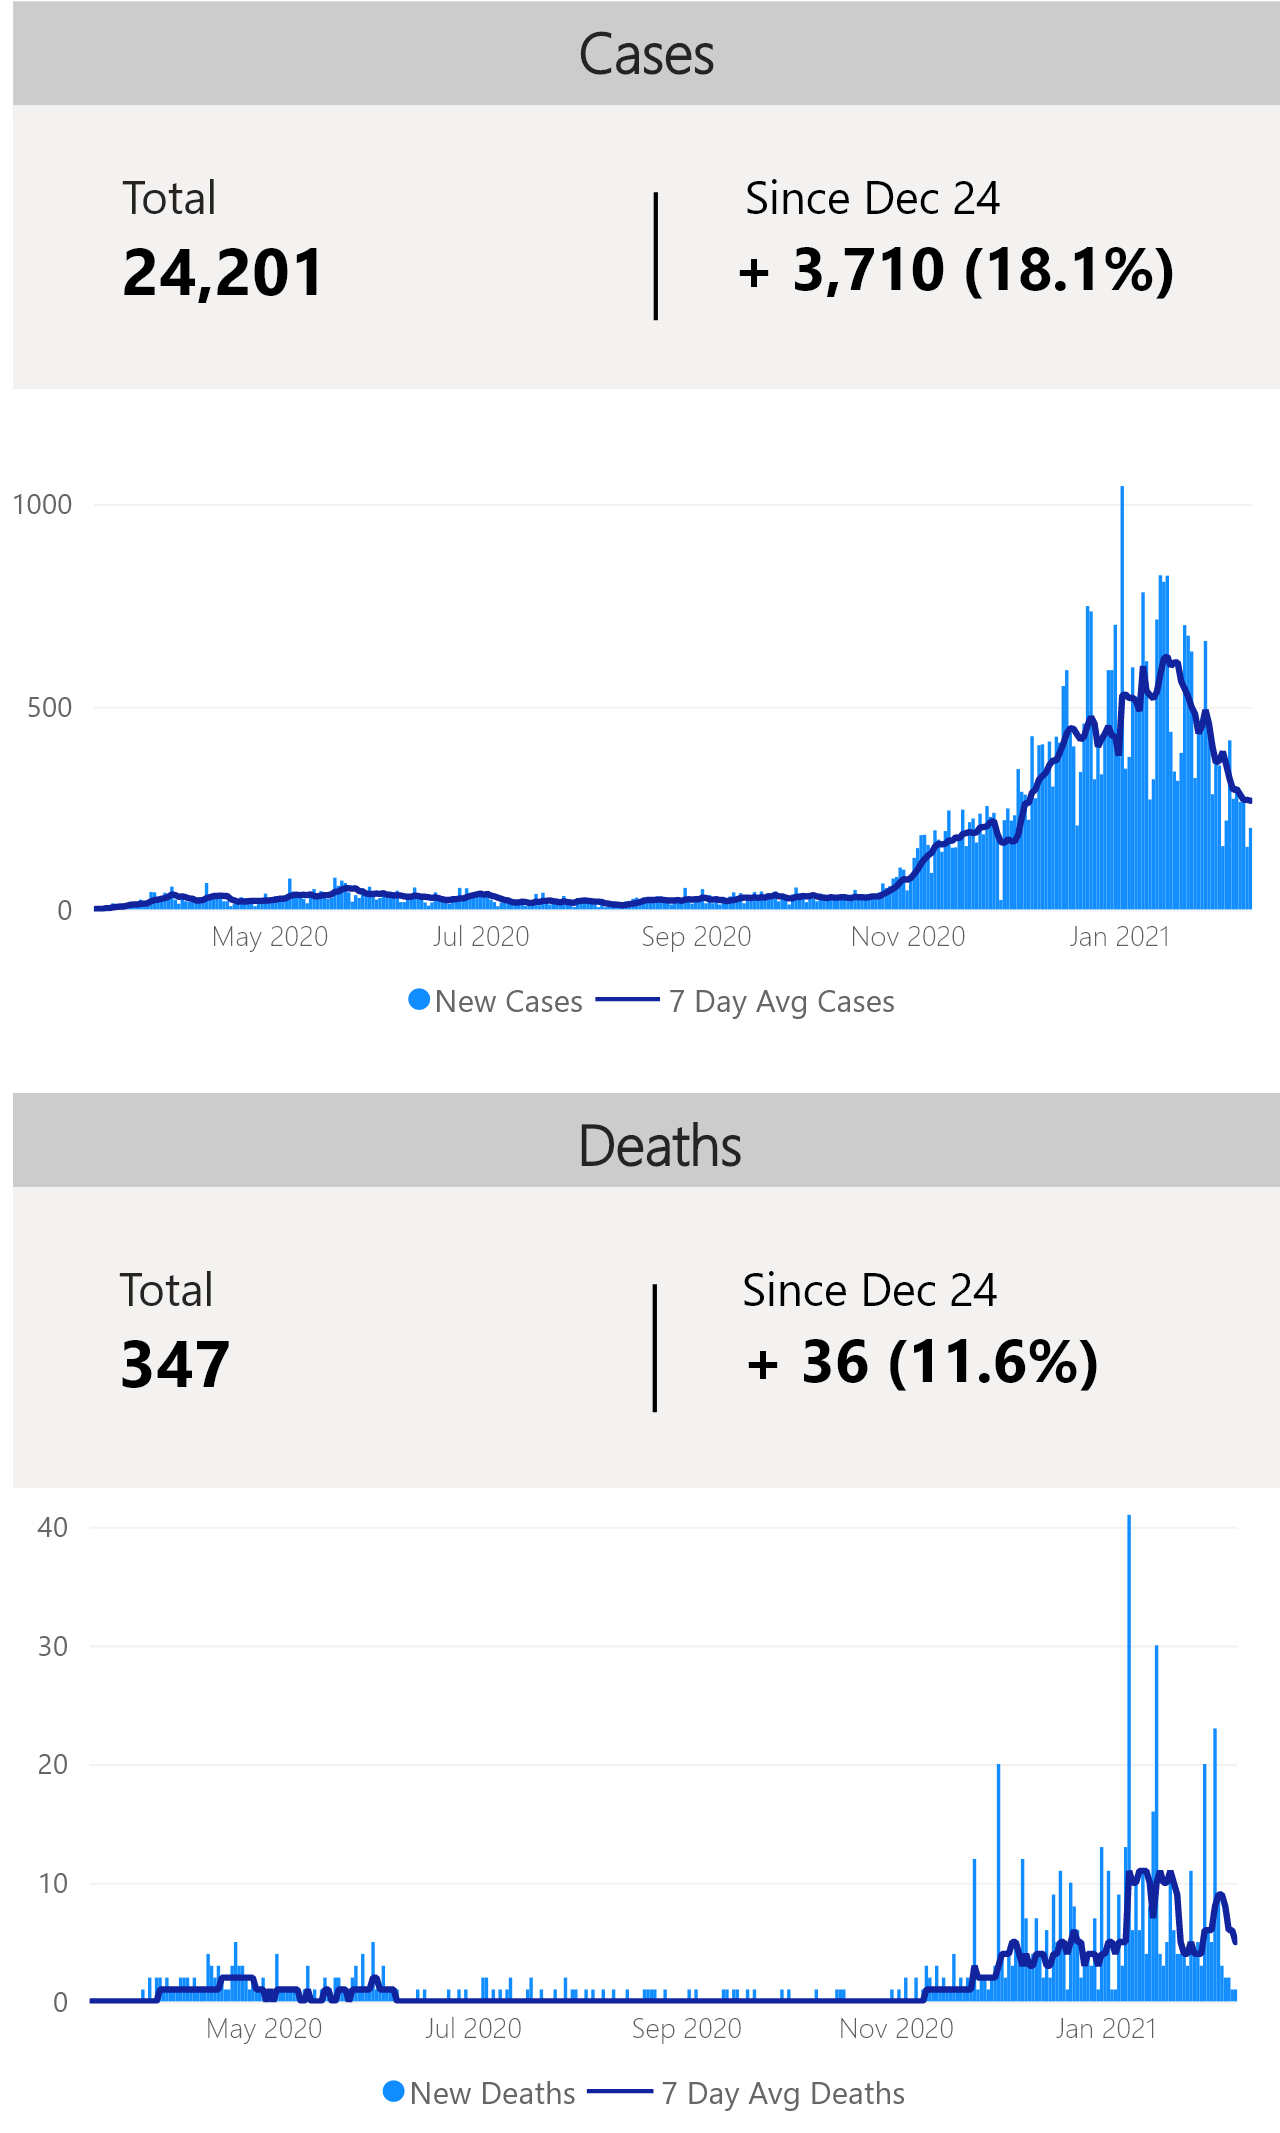 Cases
Total
24,201
Since Dec 24
+ 3,710 (18.1%)
1000
500
0
May 2020 Jul 2020 Sep 2020 Nov 2020 Jan 2021
New Cases 7 Day Avg Cases
Deaths
Total
347
Since Dec 24
+ 36 (11.6%)
40
30
20
10
0
May 2020 Jul 2020 Sep 2020 Nov 2020 Jan 2021
New Deaths 7 Day Avg Deaths